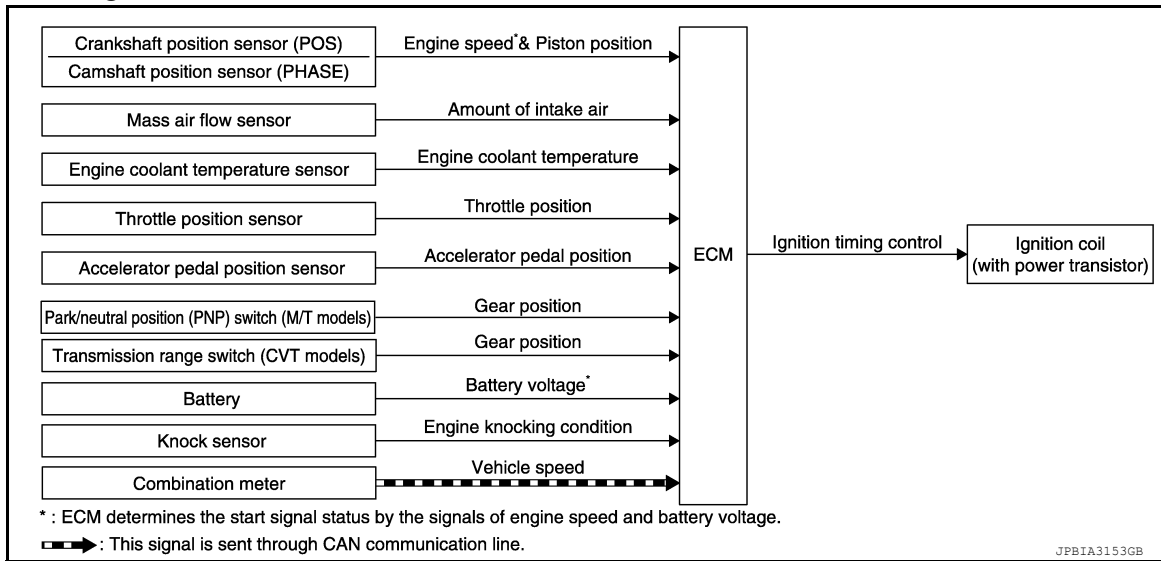 Crankshaft position sensor (POS)
Camshaft position sensor (PHASE)
Engine speed*& Piston position
Mass air flow sensor
Amount of intake air
Engine coolant temperature sensor
Engine coolant temperature
Throttle position sensor
Throttle position
Accelerator pedal position sensor
Accelerator pedal position
Park/neutral position (PNP) switch (M/T models)
Gear position
Transmission range switch (CVT models)
Gear position
Battery
Battery voltage*
Knock sensor
Engine knocking condition
Combination meter
Vehicle speed
ECM
Ignition timing control
Ignition coil
(with power transistor)
* : ECM determines the start signal status by the signals of engine speed and battery voltage.
: This signal is sent through CAN communication line.
JPBIA3153GB